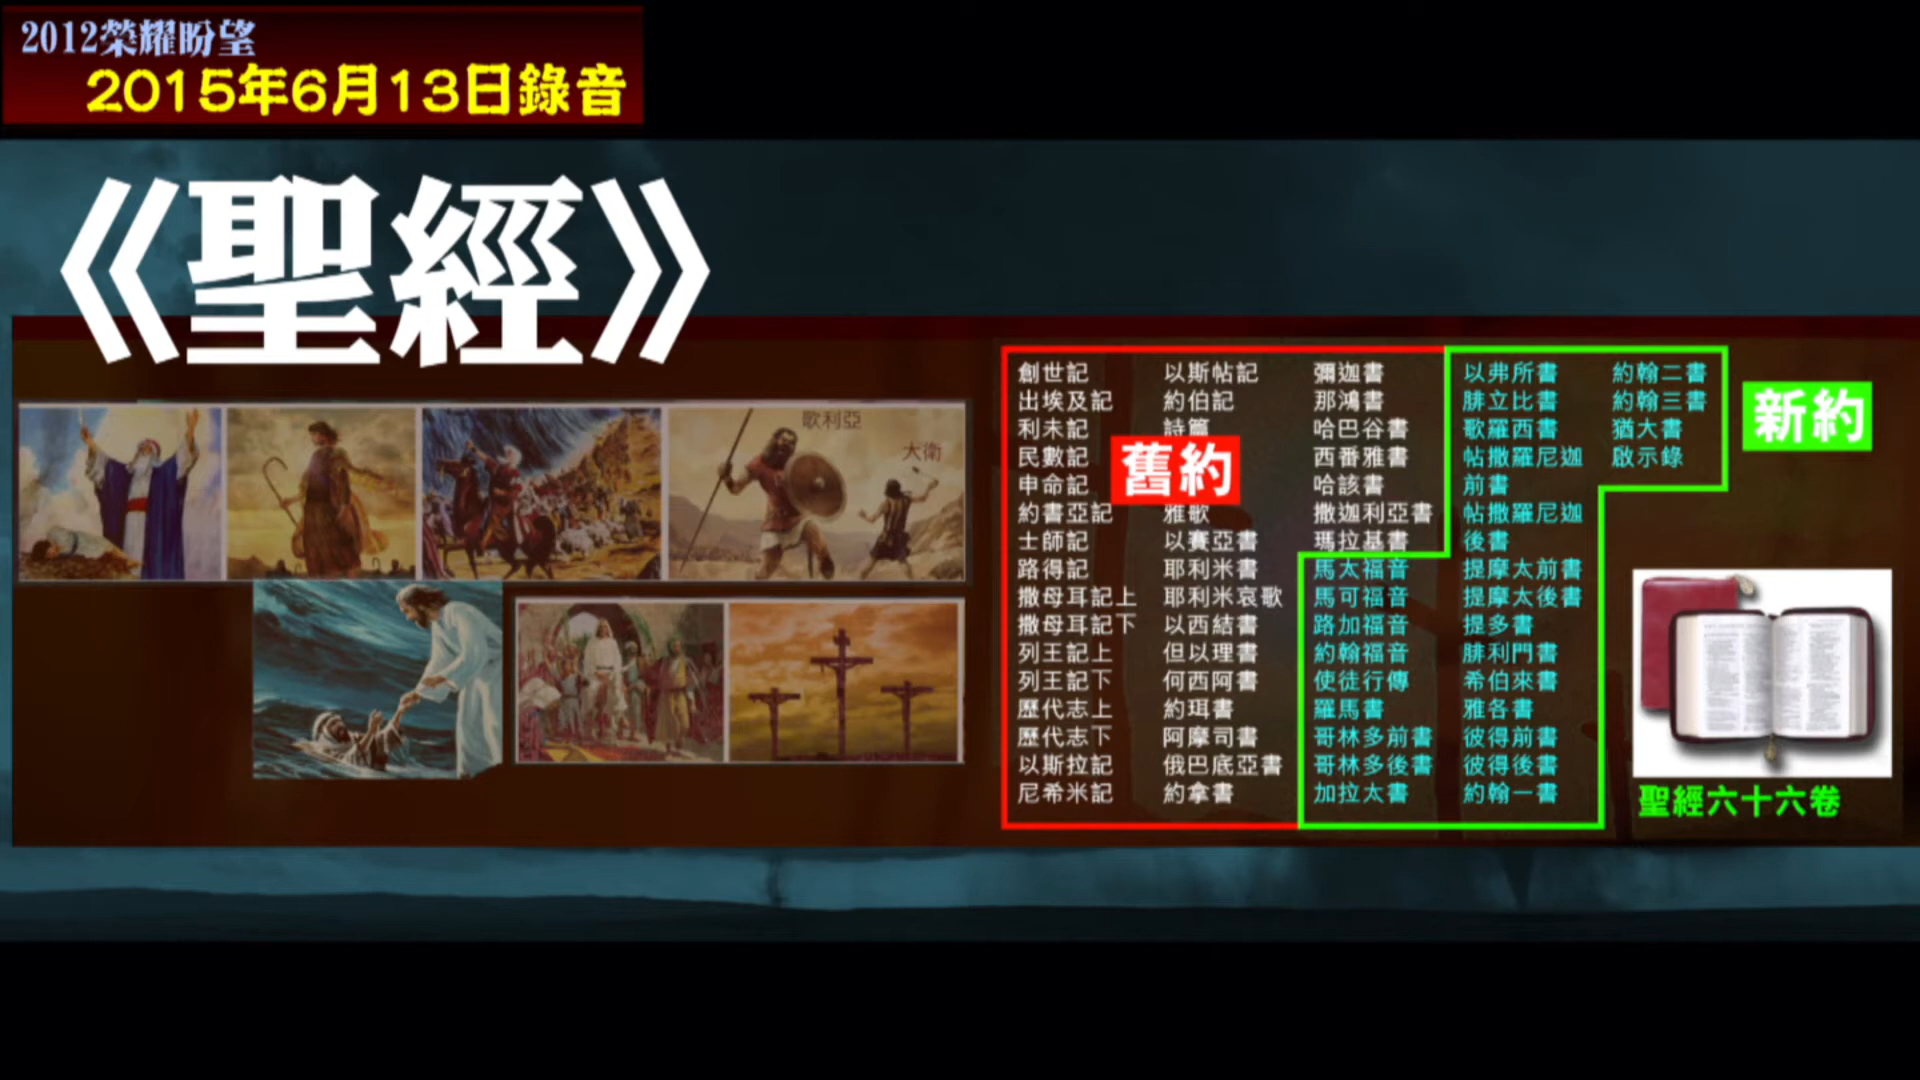 2012榮耀盼望
2015年6月13日錄音
《聖經》
歌利亞
大衛
創世記
出埃及記
利未記
民數記
申命記
約書亞記
士師記
路得記
撒母耳記上
撒母耳記下
列王記上
列王記下
歷代志上
歷代志下
以斯拉記
尼希米記
以斯帖記
約伯記
詩篇
舊約
雅歌
以賽亞書
耶利米書
耶利米哀歌
以西結書
但以理書
何西阿書
約珥書
阿摩司書
俄巴底亞書
約拿書
彌迦書
那鴻書
哈巴谷書
西番雅書
哈該書
撒迦利亞書
瑪拉基書
馬太福音
馬可福音
路加福音
約翰福音
使徒行傳
羅馬書
哥林多前書
哥林多後書
加拉太書
以弗所書
腓立比書
歌羅西書
帖撒羅尼迦
前書
帖撒羅尼迦
後書
提摩太前書
提摩太後書
提多書
腓利門書
希伯來書
雅各書
彼得前書
彼得後書
約翰一書
約翰二書
約翰三書
猶大書
啟示錄
新約
聖經六十六卷